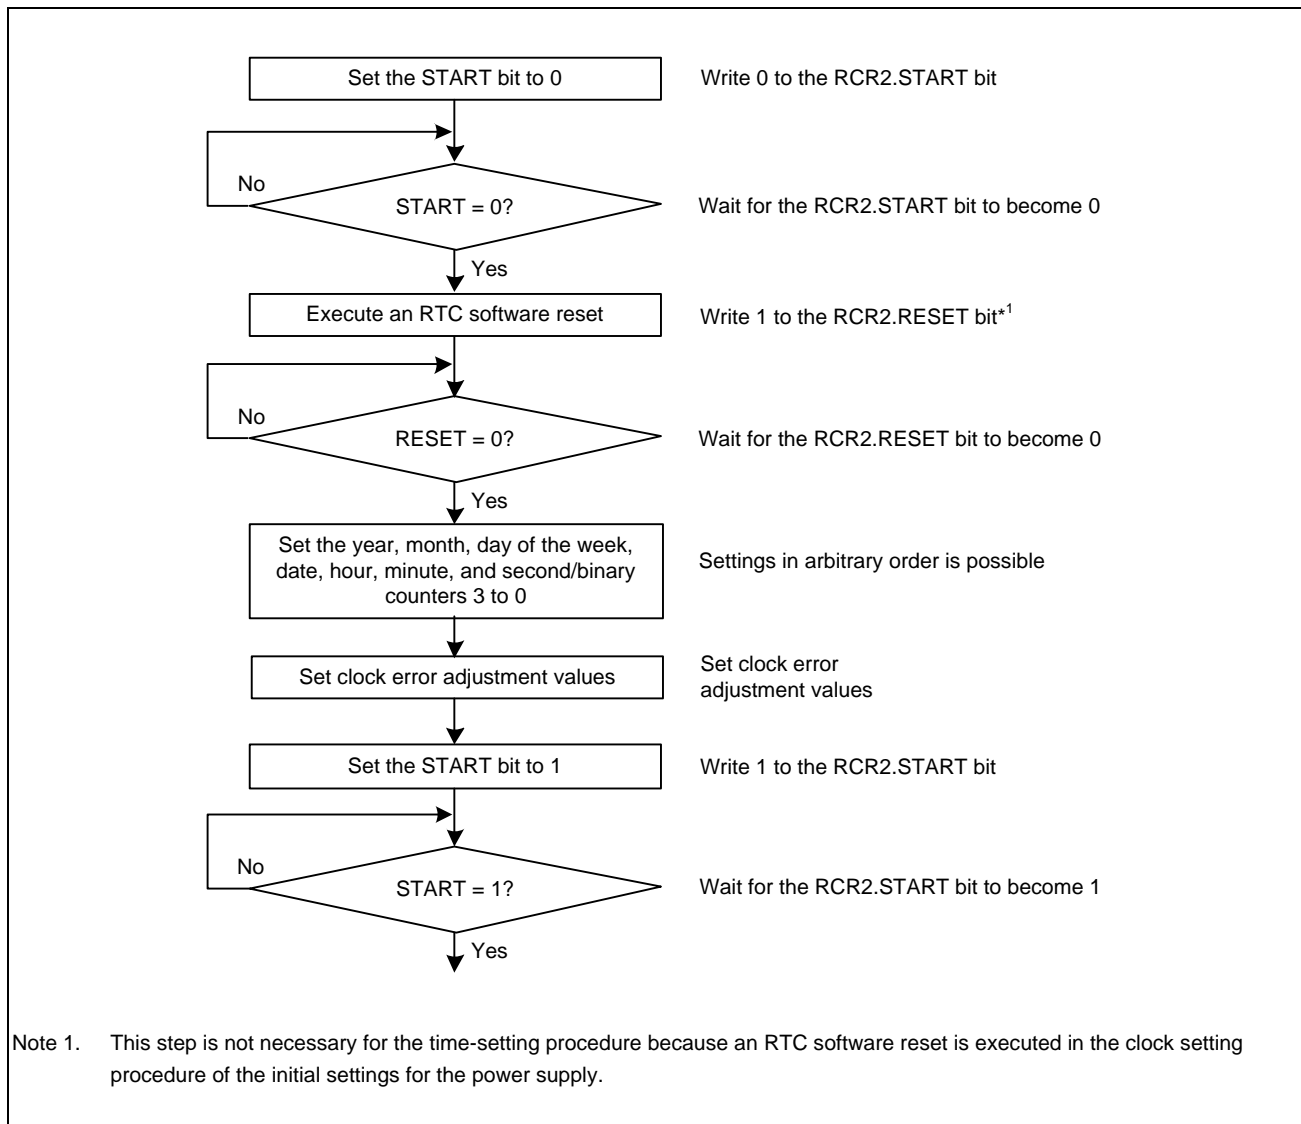 Set the START bit to 0
Write 0 to the RCR2.START bit
No
START = 0?
Wait for the RCR2.START bit to become 0
Yes
Execute an RTC software reset
Write 1 to the RCR2.RESET bit*1
No
RESET = 0?
Wait for the RCR2.RESET bit to become 0
Yes
Set the year, month, day of the week,
date, hour, minute, and second/binary
counters 3 to 0
Settings in arbitrary order is possible
Set clock error adjustment values
Set clock error
adjustment values
Set the START bit to 1
Write 1 to the RCR2.START bit
No
START = 1?
Wait for the RCR2.START bit to become 1
Yes
Note 1. This step is not necessary for the time-setting procedure because an RTC software reset is executed in the clock setting
procedure of the initial settings for the power supply.